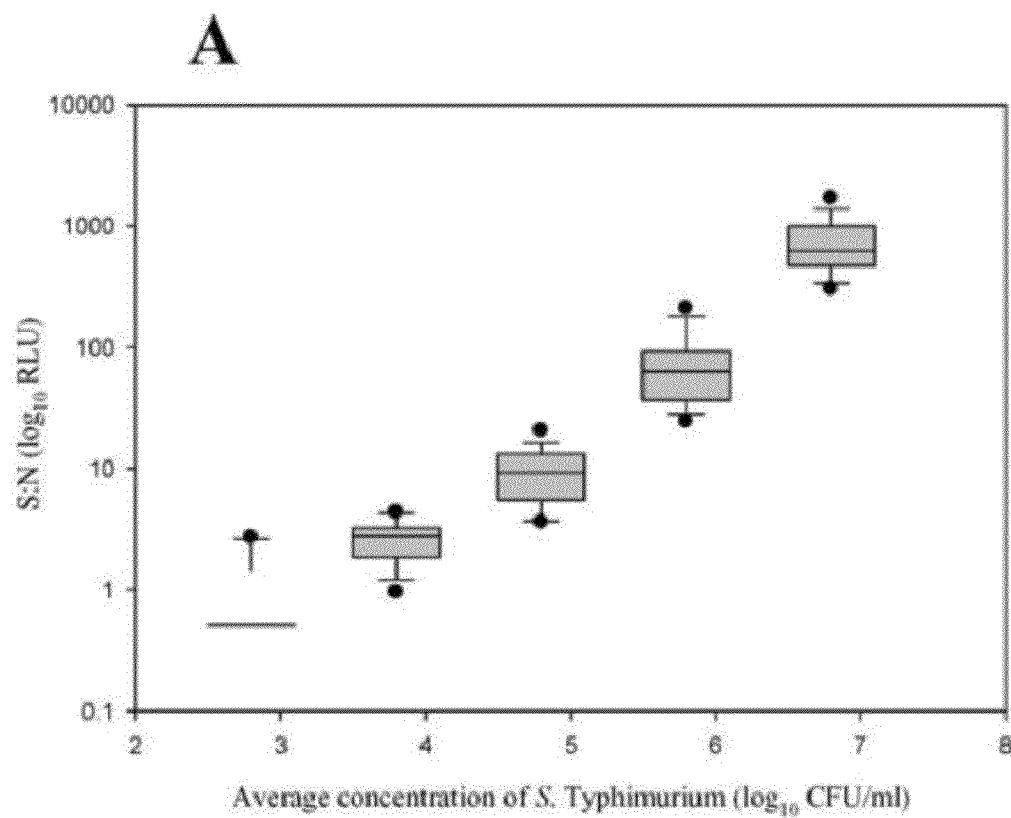 A
10000
1000
100
10
1
0.1
S:N (log10 RLU)
2 3 4 5 6 7 8
Average concentration of S. Typhimurium (log10 CFU/ml)